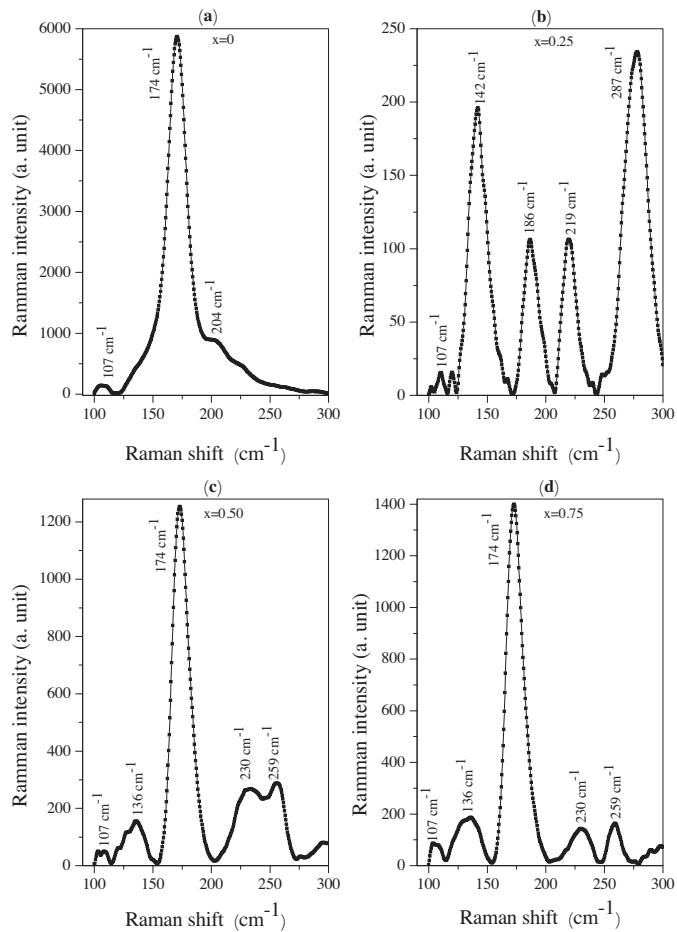 (a)
x=0
174 cm-1
204 cm-1
107 cm-1
6000
5000
4000
3000
2000
1000
0
100 150 200 250 300
Ramman intensity (a. unit)
Raman shift (cm-1)
(b)
x=0.25
142 cm-1
287 cm-1
186 cm-1
219 cm-1
107 cm-1
250
200
150
100
50
0
100 150 200 250 300
Ramman intensity (a. unit)
Raman shift (cm-1)
(c)
x=0.50
174 cm-1
230 cm-1
259 cm-1
136 cm-1
107 cm-1
1200
1000
800
600
400
200
0
100 150 200 250 300
Ramman intensity (a. unit)
Raman shift (cm-1)
(d)
x=0.75
174 cm-1
136 cm-1
107 cm-1
230 cm-1
259 cm-1
1400
1200
1000
800
600
400
200
0
100 150 200 250 300
Ramman intensity (a. unit)
Raman shift (cm-1)